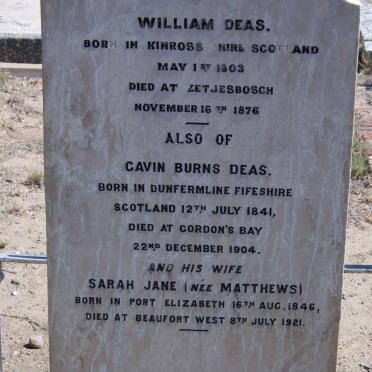 WILLIAM DEAS.
BORN IN KINROSS SHIRE SCOTLAND
MAY 1ST 1803
DIED AT ZETJESBOSCH
NOVEMBER 16TH 1876
ALSO OF
GAVIN BURNS DEAS.
BORN IN DUNFERMLINE FIFESHIRE
SCOTLAND 12TH JULY 1841,
DIED AT GORDON'S BAY
22ND DECEMBER 1904.
AND HIS WIFE
SARAH JANE (NÉE MATTHEWS)
BORN IN PORT ELIZABETH 16TH AUG. 1846,
DIED AT BEAUFORT WEST 8TH JULY 1921.